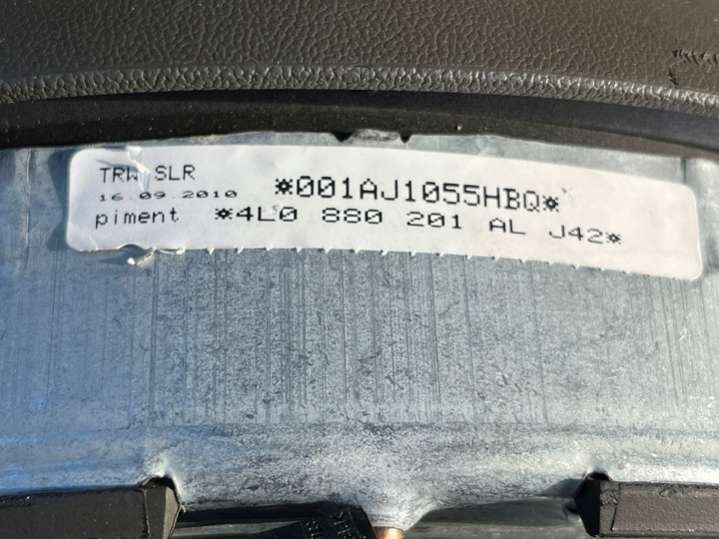 TRW SLR
16.09.2010 *001AJ1055HBQ*
piment *4L0 880 201 AL J42*